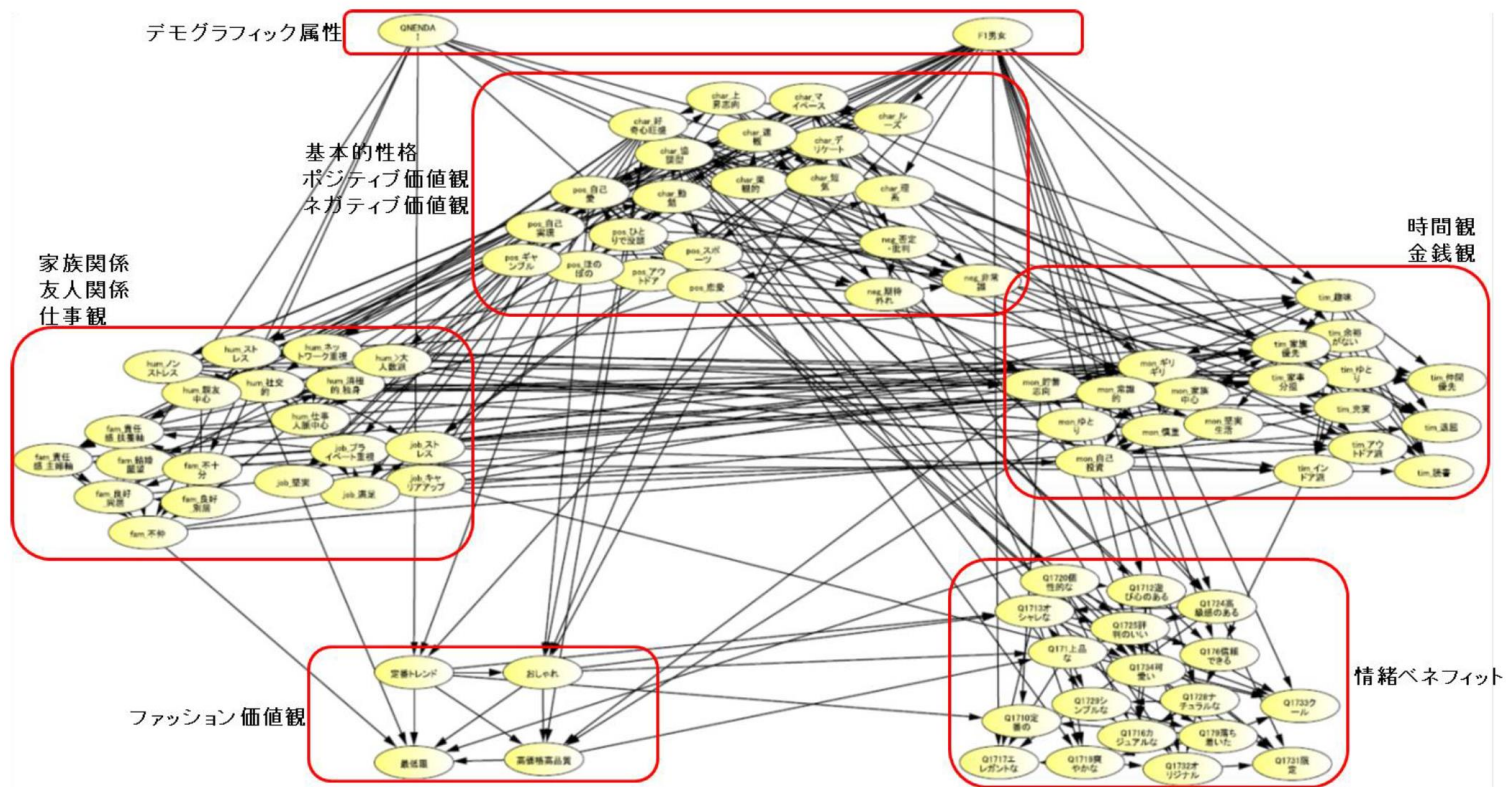 デモグラフィック属性
QNENDA
I
F1男女
基本的性格
ポジティブ価値観
ネガティブ価値観
char_上
昇志向
char_マ
イペース
char_好
奇心旺盛
char_ル
ーズ
char_デ
リケート
char_協
調型
char_楽
観的
char_短
気
char_理
系
char_勤
勉
pos_自己
愛
pos_自己
実現
pos_ひと
りで没頭
pos_スポ
ーツ
pos_ギャ
ンブル
pos_ほの
ぼの
pos_アウ
トドア
pos_恋愛
neg_否定
・批判
neg_期待
外れ
neg_非常
識
時間観
金銭観
家族関係
友人関係
仕事観
hum_ノン
ストレス
hum_スト
レス
hum_ネッ
トワーク重視
hum_>大
人数派
hum_親友
中心
hum_社交
的
hum_消極
的_独身
hum_仕事
人脈中心
fam_責任
感_扶養軸
fam_責任
感_主婦軸
fam_結婚
願望
fam_不十
分
fam_良好
_同居
fam_良好
_別居
fam_不仲
job_プラ
イベート重視
job_スト
レス
job_堅実
job_満足
job_キャ
リアアップ
tim_趣味
tim_余裕
がない
tim_家族
優先
tim_ゆと
り
tim_仲間
優先
tim_家事
分担
tim_充実
tim_退屈
tim_アウ
トドア派
tim_イン
ドア派
tim_読書
mon_ギリ
ギリ
mon_貯蓄
志向
mon_常識
的
mon_家族
中心
mon_ゆと
り
mon_慎重
mon_堅実
生活
mon_自己
投資
ファッション価値観
定番トレンド
おしゃれ
最低限
高価格高品質
情緒ベネフィット
Q1720個
性的な
Q1712遊
び心のある
Q1724高
級感のある
Q1713オ
シャレな
Q1725評
判のいい
Q171上品
な
Q176信頼
できる
Q1734可
愛い
Q1729シ
ンプルな
Q1728ナ
チュラルな
Q1733ク
ール
Q1710定
番の
Q1716カ
ジュアルな
Q179落ち
着いた
Q1717エ
レガントな
Q1719爽
やかな
Q1732オ
リジナル
Q1731限
定